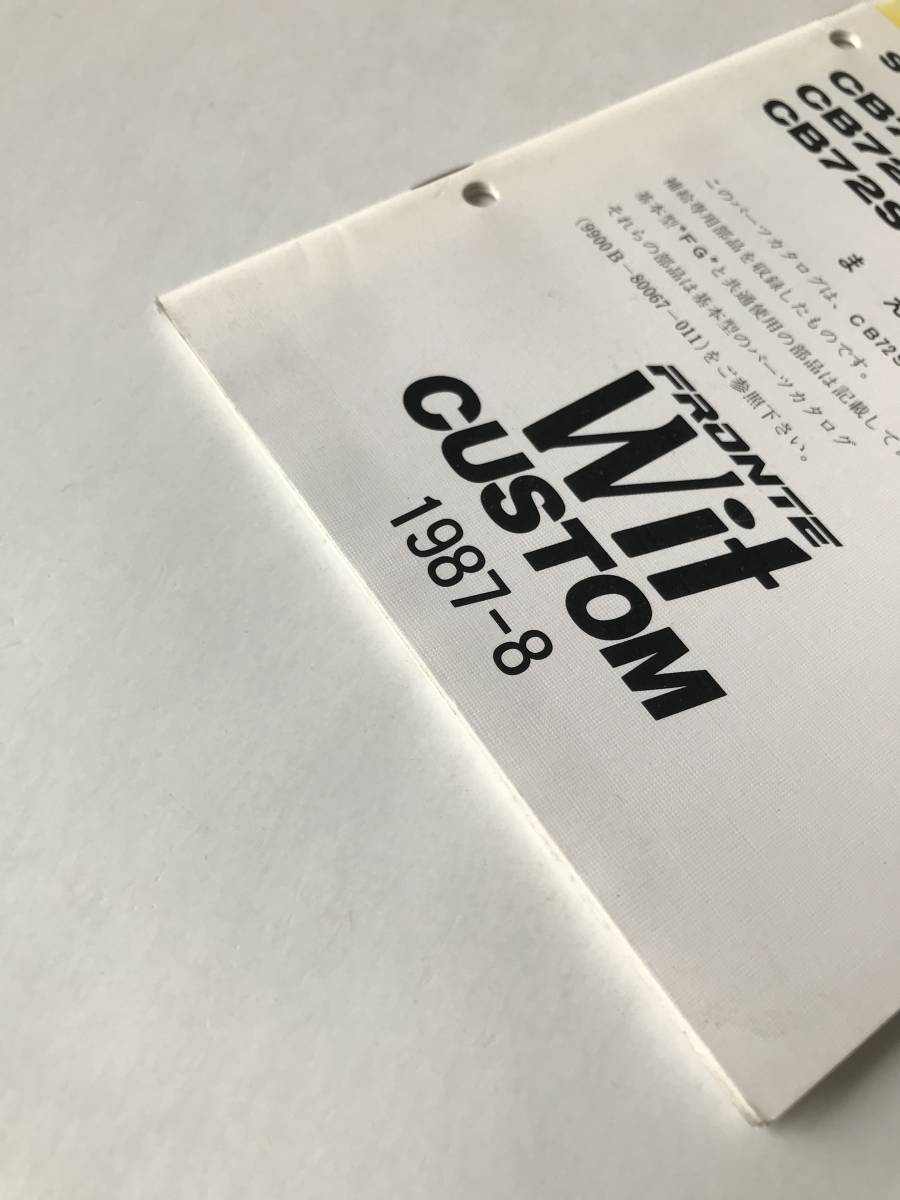 CB7
CB72
CB72S
まえ
このパーツカタログは、CB72S
補給専用部品を収録したものです。
基本型“FG”と共通使用の部品は記載してい
それらの部品は基本型のパーツカタログ
(9900B-80067-011)をご参照下さい。
FRONTE
Wit
CUSTOM
1987-8